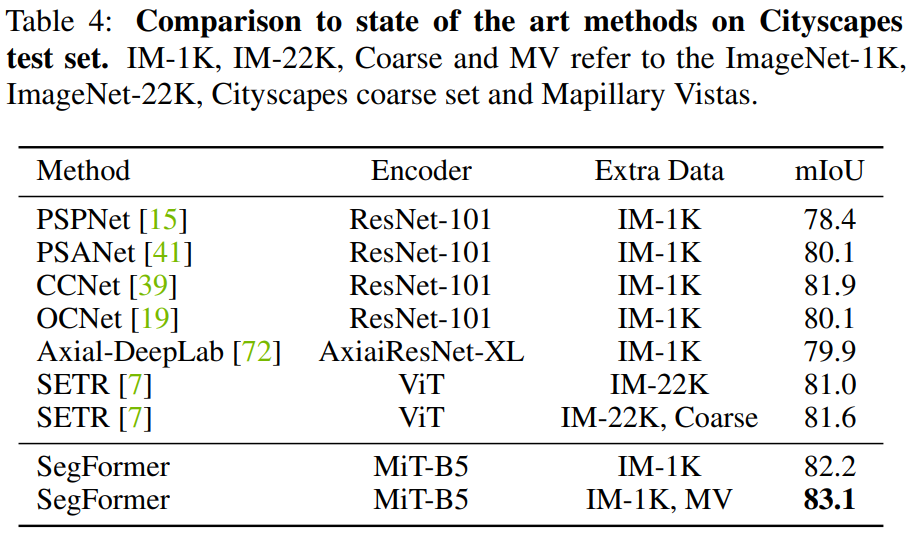 Table 4: Comparison to state of the art methods on Cityscapes
test set. IM-1K, IM-22K, Coarse and MV refer to the ImageNet-1K,
ImageNet-22K, Cityscapes coarse set and Mapillary Vistas.
Method Encoder Extra Data mIoU
PSPNet [15] ResNet-101 IM-1K 78.4
PSANet [41] ResNet-101 IM-1K 80.1
CCNet [39] ResNet-101 IM-1K 81.9
OCNet [19] ResNet-101 IM-1K 80.1
Axial-DeepLab [72] AxiaiResNet-XL IM-1K 79.9
SETR [7] ViT IM-22K 81.0
SETR [7] ViT IM-22K, Coarse 81.6
SegFormer MiT-B5 IM-1K 82.2
SegFormer MiT-B5 IM-1K, MV 83.1